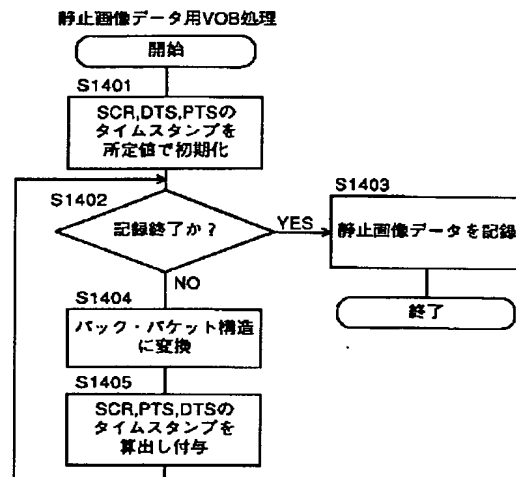 静止画像データ用VOB処理
開始
S1401
SCR,DTS,PTSの
タイムスタンプを
所定値で初期化
S1402
記録終了か?
YES
S1403
静止画像データを記録
終了
NO
S1404
パック・パケット構造
に変換
S1405
SCR,PTS,DTSの
タイムスタンプを
算出し付与